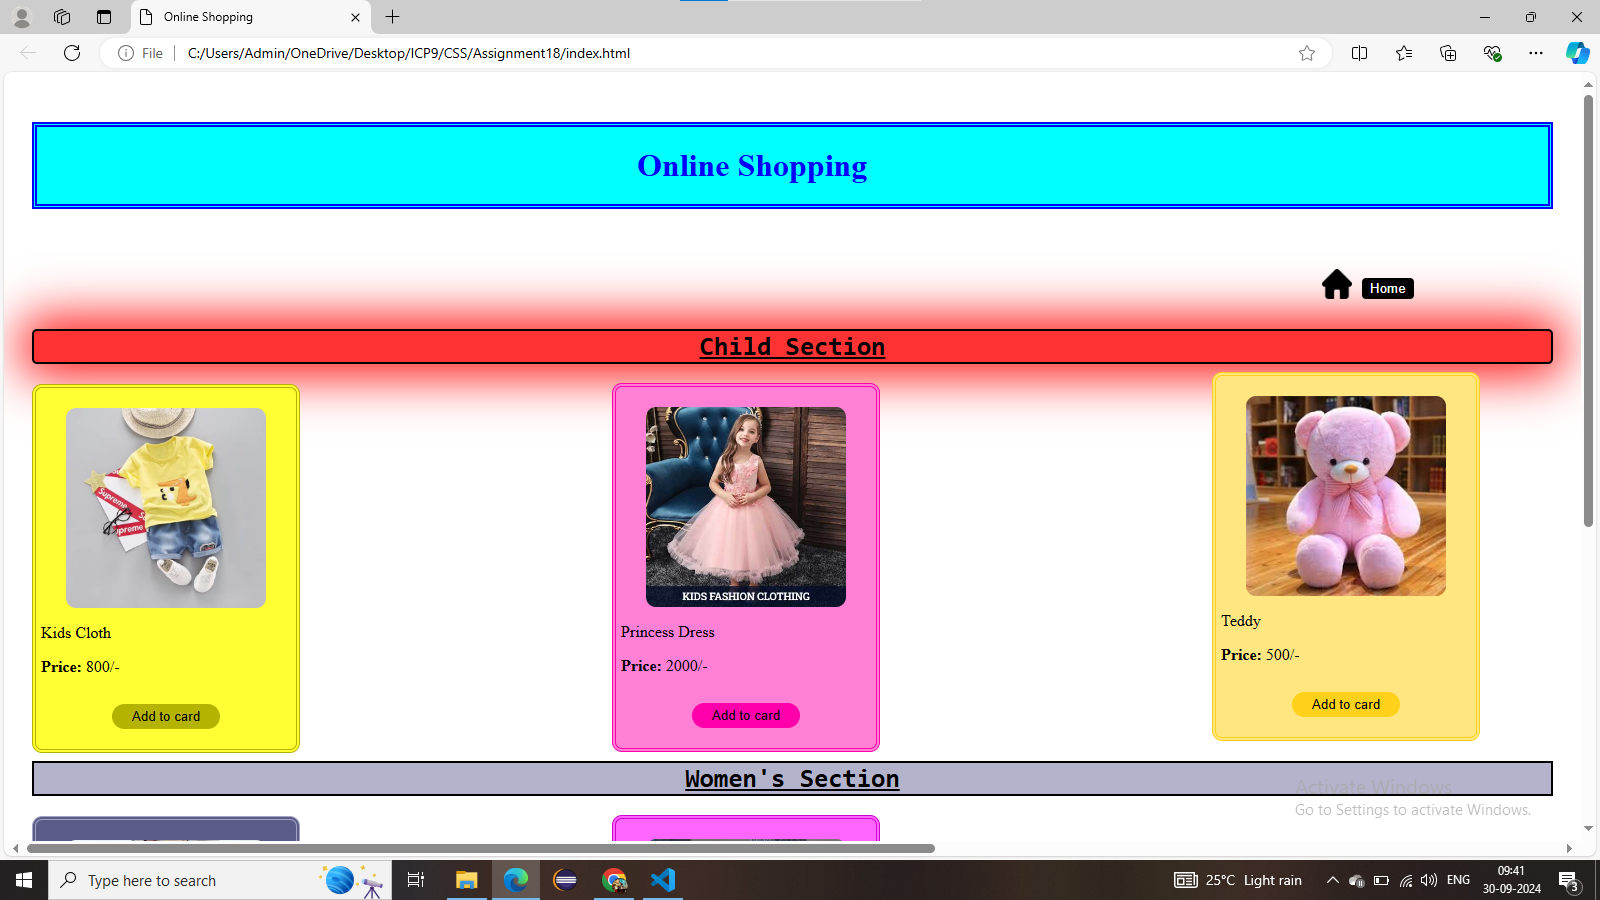 Online Shopping
File
C:/Users/Admin/OneDrive/Desktop/ICP9/CSS/Assignment18/index.html
Online Shopping
Home
Child Section
Supreme
Supreme
KIDS FASHION CLOTHING
Kids Cloth
Price: 800/-
Add to card
Princess Dress
Price: 2000/-
Add to card
Teddy
Price: 500/-
Add to card
Women's Section
Activate Windows
Go to Settings to activate Windows.
Type here to search
25°C Light rain
ENG
09:41
30-09-2024
3